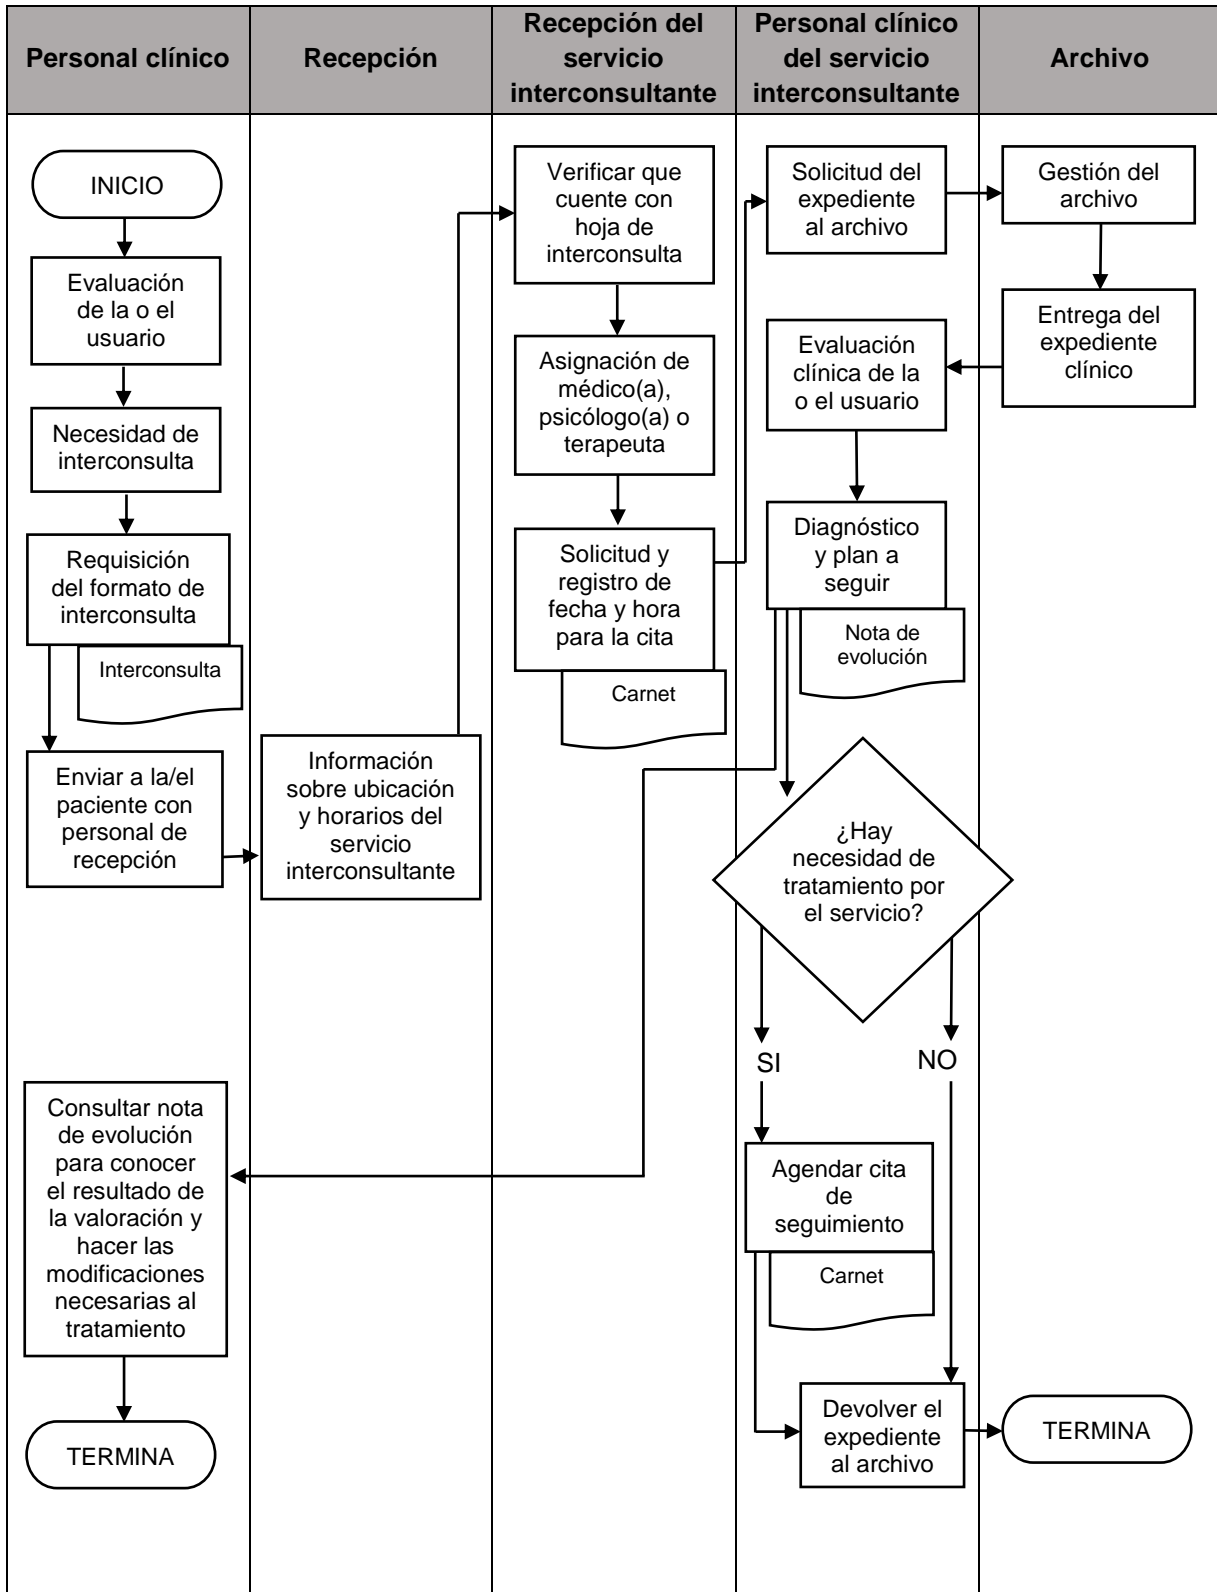 Personal clínico
Recepción
Recepción del
servicio
interconsultante
Personal clínico
del servicio
interconsultante
Archivo
INICIO
Evaluación
de la o el
usuario
Necesidad de
interconsulta
Requisición
del formato de
interconsulta
Interconsulta
Enviar a la/el
paciente con
personal de
recepción
Información
sobre ubicación
y horarios del
servicio
interconsultante
Verificar que
cuente con
hoja de
interconsulta
Asignación de
médico(a),
psicólogo(a) o
terapeuta
Solicitud y
registro de
fecha y hora
para la cita
Carnet
Solicitud del
expediente
al archivo
Gestión del
archivo
Entrega del
expediente
clínico
Evaluación
clínica de la
o el usuario
Diagnóstico
y plan a
seguir
Nota de
evolución
¿Hay
necesidad de
tratamiento por
el servicio?
SI
NO
Agendar cita
de
seguimiento
Carnet
Devolver el
expediente
al archivo
TERMINA
Consultar nota
de evolución
para conocer
el resultado de
la valoración y
hacer las
modificaciones
necesarias al
tratamiento
TERMINA